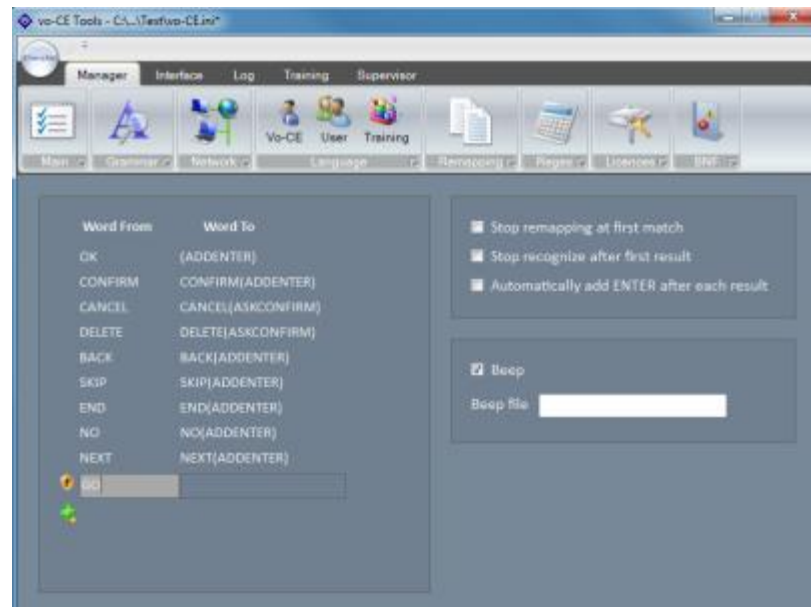 vo-CE Tools - C:\...\Test\vo-CE.ini*
Manager Interface Log Training Supervisor
Vo-CE User Training
Main Grammar Network Language Remapping Regex Licences BNF
Word From Word To
OK (ADDENTER)
CONFIRM CONFIRM(ADDENTER)
CANCEL CANCEL(ASKCONFIRM)
DELETE DELETE(ASKCONFIRM)
BACK BACK(ADDENTER)
SKIP SKIP(ADDENTER)
END END(ADDENTER)
NO NO(ADDENTER)
NEXT NEXT(ADDENTER)
GO
Stop remapping at first match
Stop recognize after first result
Automatically add ENTER after each result
Beep
Beep file